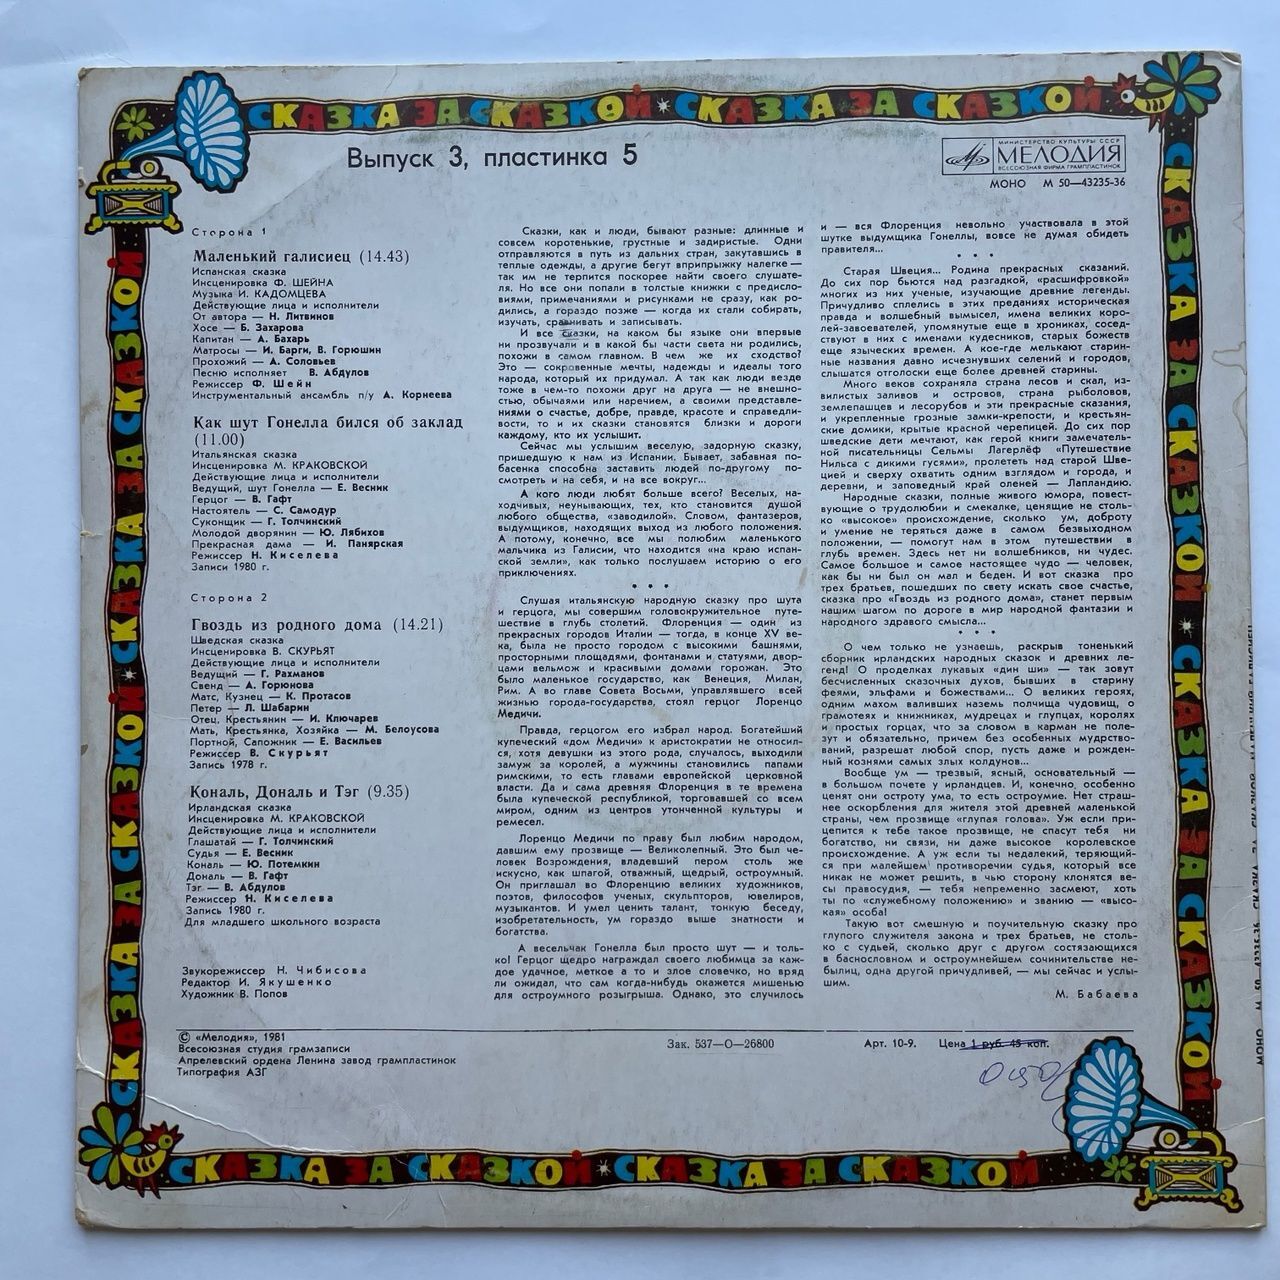 СКАЗКА ЗА СКАЗКОЙ СКАЗКА ЗА СКАЗКОЙ
Выпуск 3, пластинка 5
МИНИСТЕРСТВО КУЛЬТУРЫ СССР
МЕЛОДИЯ
ВСЕСОЮЗНАЯ ФИРМА ГРАМПЛАСТИНОК
МОНО М 50—43235-36
Сторона 1
Маленький галисиец (14.43)
Испанская сказка
Инсценировка Ф. ШЕЙНА
Музыка И. КАДОМЦЕВА
Действующие лица и исполнители
От автора — Н. Литвинов
Хосе — Б. Захарова
Капитан — А. Бахарь
Матросы — И. Барги, В. Горюшин
Прохожий — А. Соловьев
Песню исполняет В. Абдулов
Режиссер Ф. Шейн
Инструментальный ансамбль п/у А. Корнеева
Как шут Гонелла бился об заклад
(11.00)
Итальянская сказка
Инсценировка М. КРАКОВСКОЙ
Действующие лица и исполнители
Ведущий, шут Гонелла — Е. Весник
Герцог — В. Гафт
Настоятель — С. Самодур
Суконщик — Г. Толчинский
Молодой дворянин — Ю. Лябихов
Прекрасная дама — И. Панярская
Режиссер Н. Киселева
Записи 1980 г.
Сторона 2
Гвоздь из родного дома (14.21)
Шведская сказка
Инсценировка В. СКУРЬЯТ
Действующие лица и исполнители
Ведущий — Г. Рахманов
Свенд — А. Горюнова
Матс, Кузнец — К. Протасов
Петер — Л. Шабарин
Отец, Крестьянин — И. Ключарев
Мать, Крестьянка, Хозяйка — М. Белоусова
Портной, Сапожник — Е. Васильев
Режиссер В. Скурьят
Запись 1978 г.
Кональ, Дональ и Тэг (9.35)
Ирландская сказка
Инсценировка М. КРАКОВСКОЙ
Действующие лица и исполнители
Глашатай — Г. Толчинский
Судья — Е. Весник
Кональ — Ю. Потемкин
Дональ — В. Гафт
Тэг — В. Абдулов
Режиссер Н. Киселева
Запись 1980 г.
Для младшего школьного возраста
Звукорежиссер Н. Чибисова
Редактор И. Якушенко
Художник В. Попов
Сказки, как и люди, бывают разные: длинные и
совсем коротенькие, грустные и задиристые. Одни
отправляются в путь из дальних стран, закутавшись в
теплые одежды, а другие бегут вприпрыжку налегке —
так им не терпится поскорее найти своего слушате-
ля. Но все они попали в толстые книжки с предисло-
виями, примечаниями и рисунками не сразу, как ро-
дились, а гораздо позже — когда их стали собирать,
изучать, сравнивать и записывать.
И все сказки, на каком бы языке они впервые
ни прозвучали и в какой бы части света ни родились,
похожи в самом главном. В чем же их сходство?
Это — сокровенные мечты, надежды и идеалы того
народа, который их придумал. А так как люди везде
тоже в чем-то похожи друг на друга — не внешно-
стью, обычаями или наречием, а своими представле-
ниями о счастье, добре, правде, красоте и справедли-
вости, то и их сказки становятся близки и дороги
каждому, кто их услышит.
Сейчас мы услышим веселую, задорную сказку,
пришедшую к нам из Испании. Бывает, забавная по-
басенка способна заставить людей по-другому по-
смотреть и на себя, и на все вокруг...
А кого люди любят больше всего? Веселых, на-
ходчивых, неунывающих, тех, кто становится душой
любого общества, «заводилой». Словом, фантазеров,
выдумщиков, находящих выход из любого положения.
А потому, конечно, все мы полюбим маленького
мальчика из Галисии, что находится «на краю испан-
ской земли», как только послушаем историю о его
приключениях.
• • •
Слушая итальянскую народную сказку про шута
и герцога, мы совершим головокружительное путе-
шествие в глубь столетий. Флоренция — один из
прекрасных городов Италии — тогда, в конце XV ве-
ка, была не просто городом с высокими башнями,
просторными площадями, фонтанами и статуями, двор-
цами вельмож и красивыми домами горожан. Это
было маленькое государство, как Венеция, Милан,
Рим. А во главе Совета Восьми, управлявшего всей
жизнью города-государства, стоял герцог Лоренцо
Медичи.
Правда, герцогом его избрал народ. Богатейший
купеческий «дом Медичи» к аристократии не относил-
ся, хотя девушки из этого рода, случалось, выходили
замуж за королей, а мужчины становились папами
римскими, то есть главами европейской церковной
власти. Да и сама древняя Флоренция в те времена
была купеческой республикой, торговавшей со всем
миром, одним из центров утонченной культуры и
ремесел.
Лоренцо Медичи по праву был любим народом,
давшим ему прозвище — Великолепный. Это был че-
ловек Возрождения, владевший пером столь же
искусно, как шпагой, отважный, щедрый, остроумный.
Он приглашал во Флоренцию великих художников,
поэтов, философов ученых, скульпторов, ювелиров,
музыкантов. И умел ценить талант, тонкую беседу,
изобретательность, ум гораздо выше знатности и
богатства.
А весельчак Гонелла был просто шут — и толь-
ко! Герцог щедро награждал своего любимца за каж-
дое удачное, меткое а то и злое словечко, но вряд
ли ожидал, что сам когда-нибудь окажется мишенью
для остроумного розыгрыша. Однако, это случилось
и — вся Флоренция невольно участвовала в этой
шутке выдумщика Гонеллы, вовсе не думая обидеть
правителя...
• • •
Старая Швеция... Родина прекрасных сказаний.
До сих пор бьются над разгадкой, «расшифровкой»
многих из них ученые, изучающие древние легенды.
Причудливо сплелись в этих преданиях историческая
правда и волшебный вымысел, имена великих коро-
лей-завоевателей, упомянутые еще в хрониках, сосед-
ствуют в них с именами кудесников, старых божеств
еще языческих времен. А кое-где мелькают старин-
ные названия давно исчезнувших селений и городов,
слышатся отголоски еще более древней старины.
Много веков сохраняла страна лесов и скал, из-
вилистых заливов и островов, страна рыболовов,
землепашцев и лесорубов и эти прекрасные сказания,
и укрепленные грозные замки-крепости, и крестьян-
ские домики, крытые красной черепицей. До сих пор
шведские дети мечтают, как герой книги замечатель-
ной писательницы Сельмы Лагерлёф «Путешествие
Нильса с дикими гусями», пролететь над старой Шве-
цией и сверху охватить одним взглядом и города, и
деревни, и заповедный край оленей — Лапландию.
Народные сказки, полные живого юмора, повест-
вующие о трудолюбии и смекалке, ценящие не столь-
ко «высокое» происхождение, сколько ум, доброту
и умение не теряться даже в самом безвыходном
положении, — помогут нам в этом путешествии в
глубь времен. Здесь нет ни волшебников, ни чудес.
Самое большое и самое настоящее чудо — человек,
как бы ни был он мал и беден. И вот сказка про
трех братьев, пошедших по свету искать свое счастье,
сказка про «Гвоздь из родного дома», станет первым
нашим шагом по дороге в мир народной фантазии и
народного здравого смысла...
• • •
О чем только не узнаешь, раскрыв тоненький
сборник ирландских народных сказок и древних ле-
генд! О проделках лукавых «дин ши» — так зовут
бесчисленных сказочных духов, бывших в старину
феями, эльфами и божествами... О великих героях,
одним махом валивших наземь полчища чудовищ, о
грамотеях и книжниках, мудрецах и глупцах, королях
и простых горцах, что за словом в карман не поле-
зут и обязательно, причем без особенных мудрство-
ваний, разрешат любой спор, пусть даже и рожден-
ный кознями самых злых колдунов...
Вообще ум — трезвый, ясный, основательный —
в большом почете у ирландцев. И, конечно, особенно
ценят они остроту ума, то есть остроумие. Нет страш-
нее оскорбления для жителя этой древней маленькой
страны, чем прозвище «глупая голова». Уж если при-
цепится к тебе такое прозвище, не спасут тебя ни
богатство, ни связи, ни даже высокое королевское
происхождение. А уж если ты недалекий, теряющий-
ся при малейшем противоречии судья, который все
никак не может решить, в чью сторону клонятся ве-
сы правосудия, — тебя непременно засмеют, хоть
ты по «служебному положению» и званию — «высо-
кая» особа!
Такую вот смешную и поучительную сказку про
глупого служителя закона и трех братьев, не столь-
ко с судьей, сколько друг с другом состязающихся
в баснословном и остроумнейшем сочинительстве не-
былиц, одна другой причудливей, — мы сейчас и услы-
шим.
М. Бабаева
© «Мелодия», 1981
Всесоюзная студия грамзаписи
Апрелевский ордена Ленина завод грампластинок
Типография АЗГ
Зак. 537—О—26800
Арт. 10-9. Цена 1 руб. 45 коп.
СКАЗКА ЗА СКАЗКОЙ СКАЗКА ЗА СКАЗКОЙ
СКАЗКА ЗА СКАЗКОЙ СКАЗКА ЗА СКАЗКОЙ
СКАЗКА ЗА СКАЗКОЙ СКАЗКА ЗА СКАЗКОЙ
МОНО М 50—43235-36 СКАЗКА ЗА СКАЗКОЙ МАЛЕНЬКИЙ ГАЛИСИЕЦ